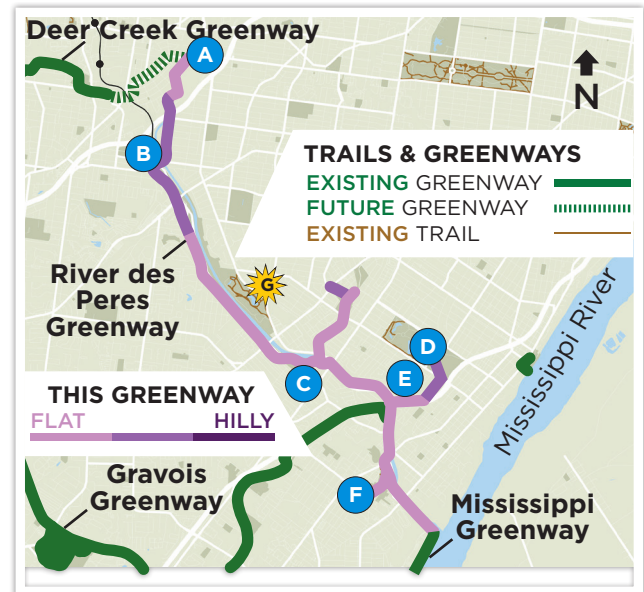 Deer Creek Greenway
A
N
B
TRAILS & GREENWAYS
EXISTING GREENWAY
FUTURE GREENWAY
EXISTING TRAIL
River des
Peres
Greenway
G
Mississippi River
D
C
E
THIS GREENWAY
FLAT HILLY
Gravois
Greenway
F
Mississippi
Greenway